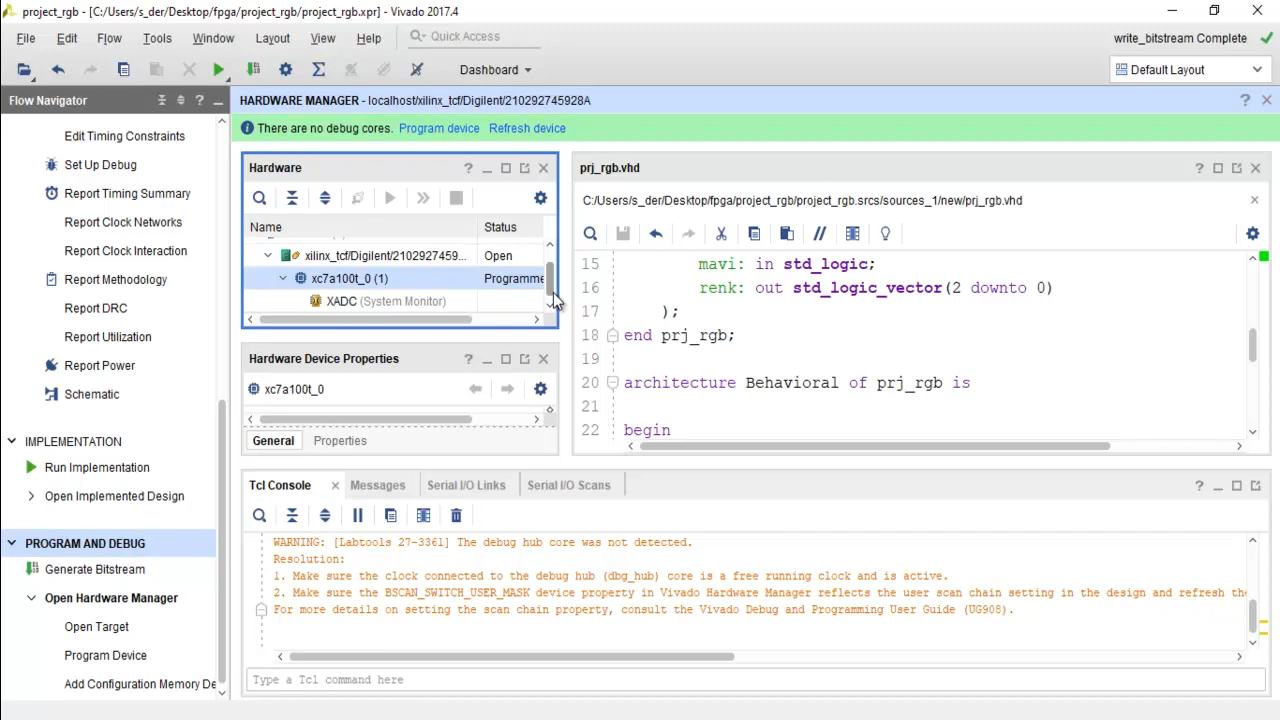 project_rgb - [C:/Users/s_der/Desktop/fpga/project_rgb/project_rgb.xpr] - Vivado 2017.4
File Edit Flow Tools Window Layout View Help Quick Access write_bitstream Complete
Dashboard Default Layout
Flow Navigator
HARDWARE MANAGER - localhost/xilinx_tcf/Digilent/210292745928A
There are no debug cores. Program device Refresh device
Edit Timing Constraints
Set Up Debug
Report Timing Summary
Report Clock Networks
Report Clock Interaction
Report Methodology
Report DRC
Report Utilization
Report Power
Schematic
IMPLEMENTATION
Run Implementation
Open Implemented Design
PROGRAM AND DEBUG
Generate Bitstream
Open Hardware Manager
Open Target
Program Device
Add Configuration Memory De
Hardware
Name Status
xilinx_tcf/Digilent/2102927459... Open
xc7a100t_0 (1) Programme
XADC (System Monitor)
Hardware Device Properties
xc7a100t_0
General Properties
prj_rgb.vhd
C:/Users/s_der/Desktop/fpga/project_rgb/project_rgb.srcs/sources_1/new/prj_rgb.vhd
15 mavi: in std_logic;
16 renk: out std_logic_vector(2 downto 0)
17 );
18 end prj_rgb;
19
20 architecture Behavioral of prj_rgb is
21
22 begin
Tcl Console Messages Serial I/O Links Serial I/O Scans
WARNING: [Labtools 27-3361] The debug hub core was not detected.
Resolution:
1. Make sure the clock connected to the debug hub (dbg_hub) core is a free running clock and is active.
2. Make sure the BSCAN_SWITCH_USER_MASK device property in Vivado Hardware Manager reflects the user scan chain setting in the design and refresh the
For more details on setting the scan chain property, consult the Vivado Debug and Programming User Guide (UG908).
Type a Tcl command here